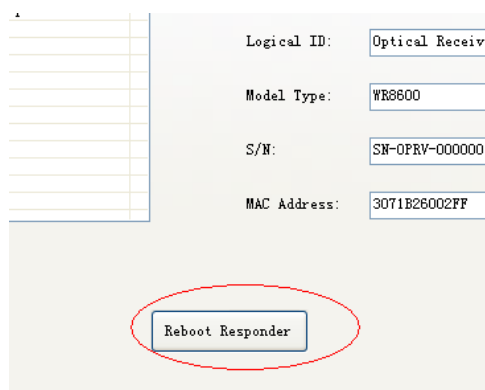 Logical ID: Optical Receiv
Model Type: WR8600
S/N: SN-OPRV-000000
MAC Address: 3071B26002FF
Reboot Responder